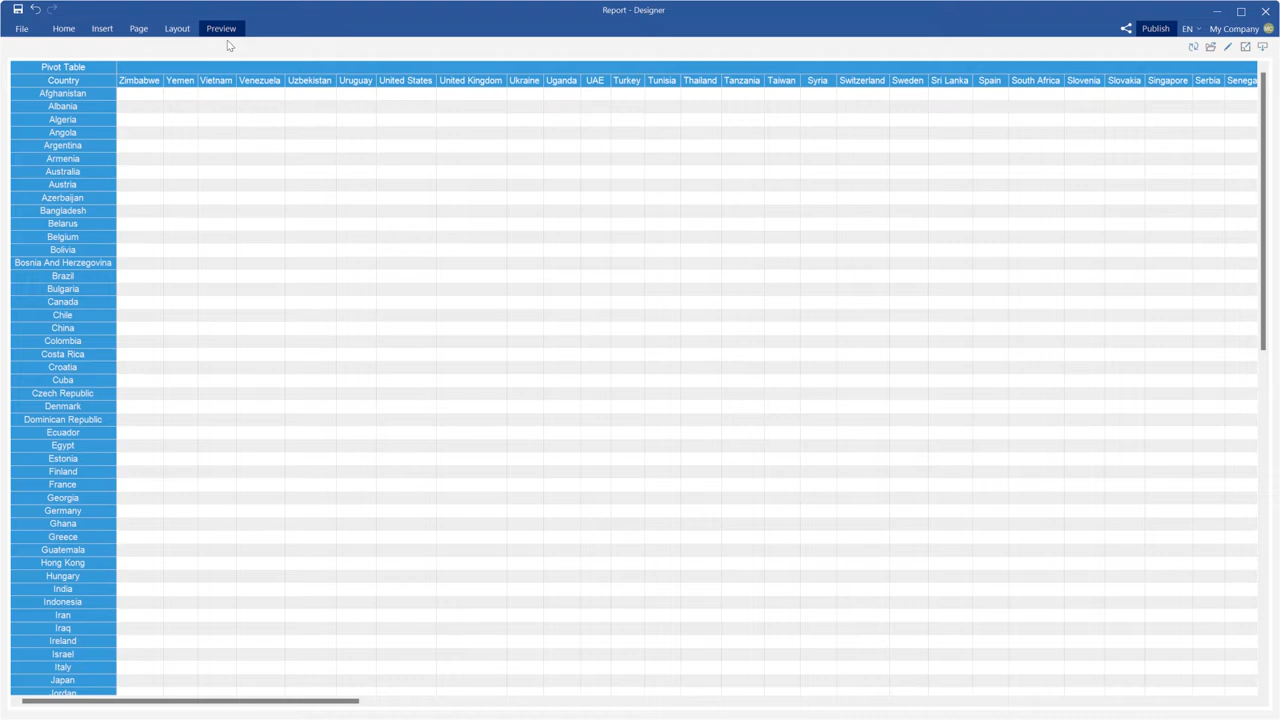 Report - Designer
File Home Insert Page Layout Preview
Publish EN My Company
Pivot Table
Country Zimbabwe Yemen Vietnam Venezuela Uzbekistan Uruguay United States United Kingdom Ukraine Uganda UAE Turkey Tunisia Thailand Tanzania Taiwan Syria Switzerland Sweden Sri Lanka Spain South Africa Slovenia Slovakia Singapore Serbia Senega
Afghanistan
Albania
Algeria
Angola
Argentina
Armenia
Australia
Austria
Azerbaijan
Bangladesh
Belarus
Belgium
Bolivia
Bosnia And Herzegovina
Brazil
Bulgaria
Canada
Chile
China
Colombia
Costa Rica
Croatia
Cuba
Czech Republic
Denmark
Dominican Republic
Ecuador
Egypt
Estonia
Finland
France
Georgia
Germany
Ghana
Greece
Guatemala
Hong Kong
Hungary
India
Indonesia
Iran
Iraq
Ireland
Israel
Italy
Japan
Jordan